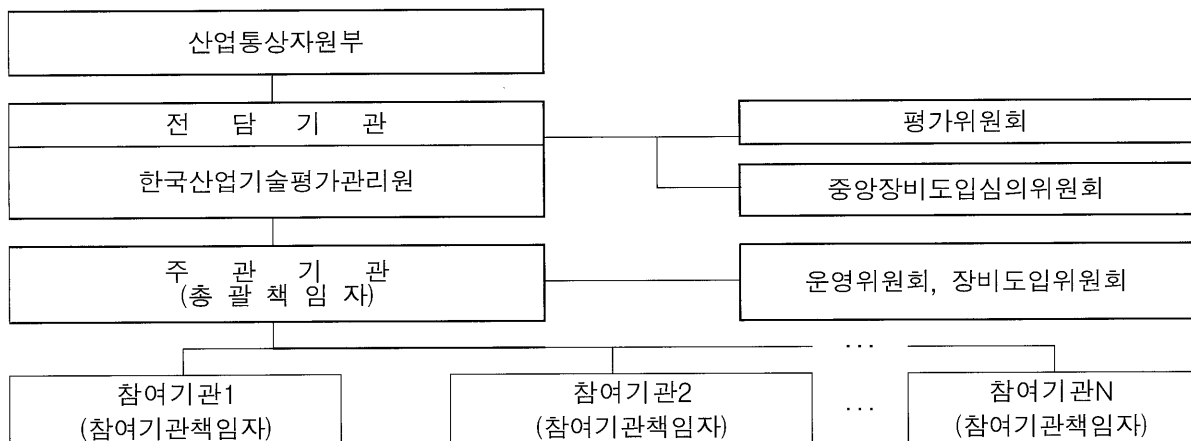 산업통상자원부
전 담 기 관
평가위원회
한국산업기술평가관리원
중앙장비도입심의위원회
주 관 기 관
(총 괄 책 임 자)
운영위원회, 장비도입위원회
...
참여기관1
(참여기관책임자)
참여기관2
(참여기관책임자)
...
참여기관N
(참여기관책임자)